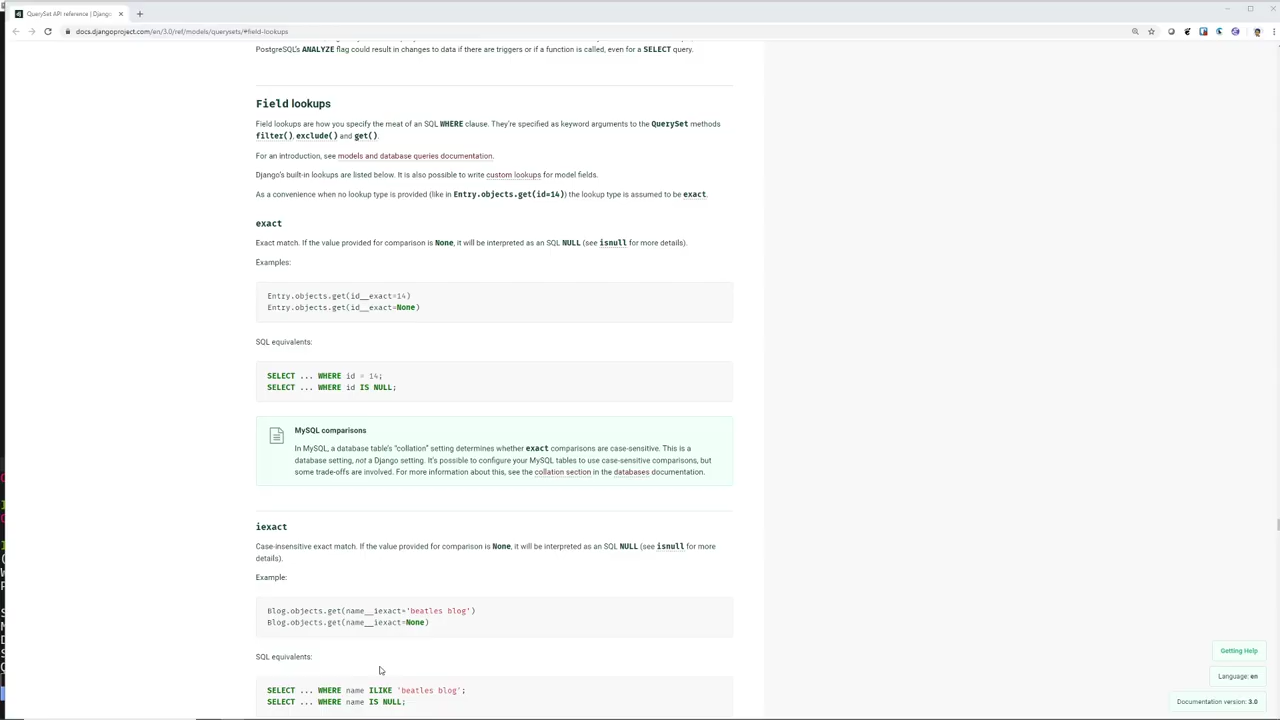 QuerySet API reference | Django
docs.djangoproject.com/en/3.0/ref/models/querysets/#field-lookups
PostgreSQL's ANALYZE flag could result in changes to data if there are triggers or if a function is called, even for a SELECT query.
Field lookups
Field lookups are how you specify the meat of an SQL WHERE clause. They're specified as keyword arguments to the QuerySet methods
filter(), exclude() and get().
For an introduction, see models and database queries documentation.
Django's built-in lookups are listed below. It is also possible to write custom lookups for model fields.
As a convenience when no lookup type is provided (like in Entry.objects.get(id=14)) the lookup type is assumed to be exact.
exact
Exact match. If the value provided for comparison is None, it will be interpreted as an SQL NULL (see isnull for more details).
Examples:
Entry.objects.get(id__exact=14)
Entry.objects.get(id__exact=None)
SQL equivalents:
SELECT ... WHERE id = 14;
SELECT ... WHERE id IS NULL;
MySQL comparisons
In MySQL, a database table's "collation" setting determines whether exact comparisons are case-sensitive. This is a
database setting, not a Django setting. It's possible to configure your MySQL tables to use case-sensitive comparisons, but
some trade-offs are involved. For more information about this, see the collation section in the databases documentation.
iexact
Case-insensitive exact match. If the value provided for comparison is None, it will be interpreted as an SQL NULL (see isnull for more
details).
Example:
Blog.objects.get(name__iexact='beatles blog')
Blog.objects.get(name__iexact=None)
SQL equivalents:
SELECT ... WHERE name ILIKE 'beatles blog';
SELECT ... WHERE name IS NULL;
Getting Help
Language: en
Documentation version: 3.0